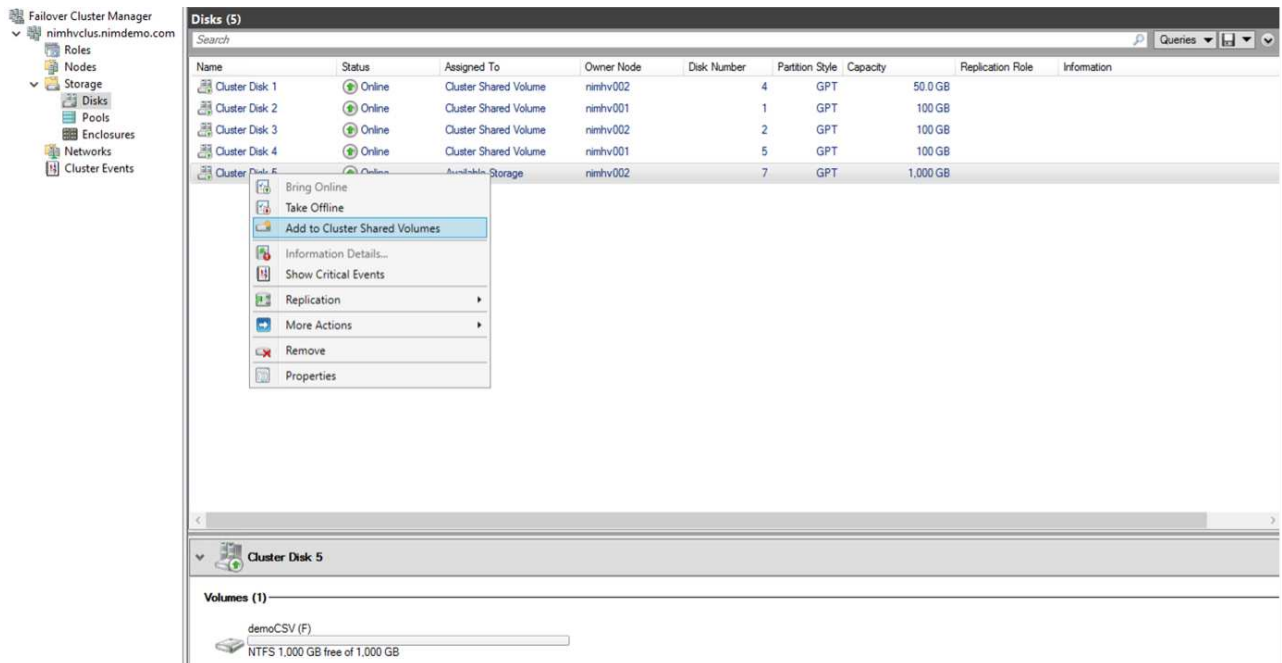 Failover Cluster Manager
nimhvclus.nimdemo.com
Roles
Nodes
Storage
Disks
Pools
Enclosures
Networks
Cluster Events
Disks (5)
Search
Queries
Name Status Assigned To Owner Node Disk Number Partition Style Capacity Replication Role Information
Cluster Disk 1 Online Cluster Shared Volume nimhv002 4 GPT 50.0 GB
Cluster Disk 2 Online Cluster Shared Volume nimhv001 1 GPT 100 GB
Cluster Disk 3 Online Cluster Shared Volume nimhv002 2 GPT 100 GB
Cluster Disk 4 Online Cluster Shared Volume nimhv001 5 GPT 100 GB
Cluster Disk 5 Online Available Storage nimhv002 7 GPT 1,000 GB
Bring Online
Take Offline
Add to Cluster Shared Volumes
Information Details...
Show Critical Events
Replication
More Actions
Remove
Properties
Cluster Disk 5
Volumes (1)
demoCSV (F)
NTFS 1,000 GB free of 1,000 GB